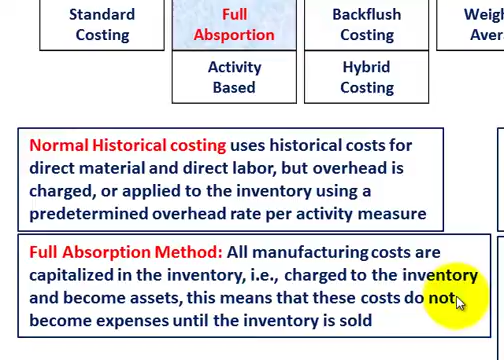 Standard
Costing
Full
Absportion
Backflush
Costing
Activity
Based
Hybrid
Costing
Normal Historical costing uses historical costs for
direct material and direct labor, but overhead is
charged, or applied to the inventory using a
predetermined overhead rate per activity measure
Full Absorption Method: All manufacturing costs are
capitalized in the inventory, i.e., charged to the inventory
and become assets, this means that these costs do not
become expenses until the inventory is sold